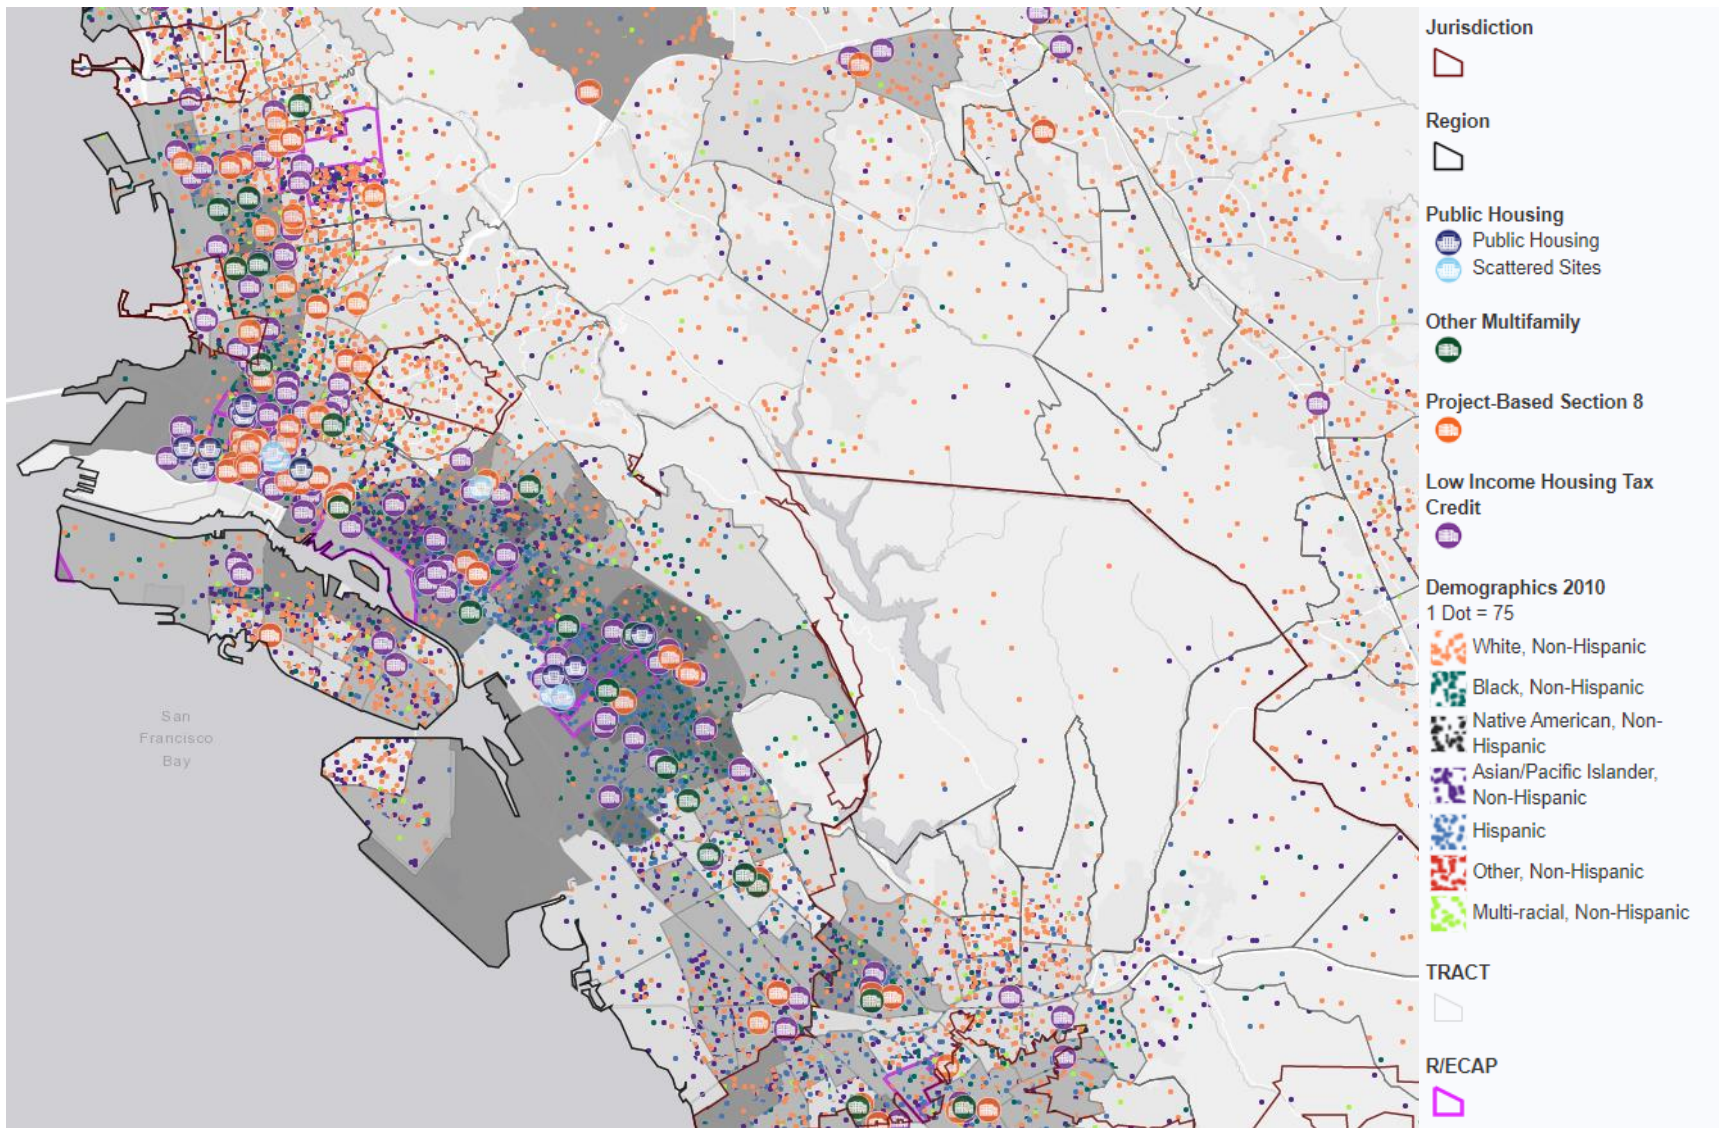 Jurisdiction
Region
Public Housing
Public Housing
Scattered Sites
Other Multifamily
Project-Based Section 8
Low Income Housing Tax
Credit
Demographics 2010
1 Dot = 75
White, Non-Hispanic
Black, Non-Hispanic
Native American, Non-
Hispanic
Asian/Pacific Islander,
Non-Hispanic
Hispanic
Other, Non-Hispanic
Multi-racial, Non-Hispanic
TRACT
R/ECAP
San
Francisco
Bay